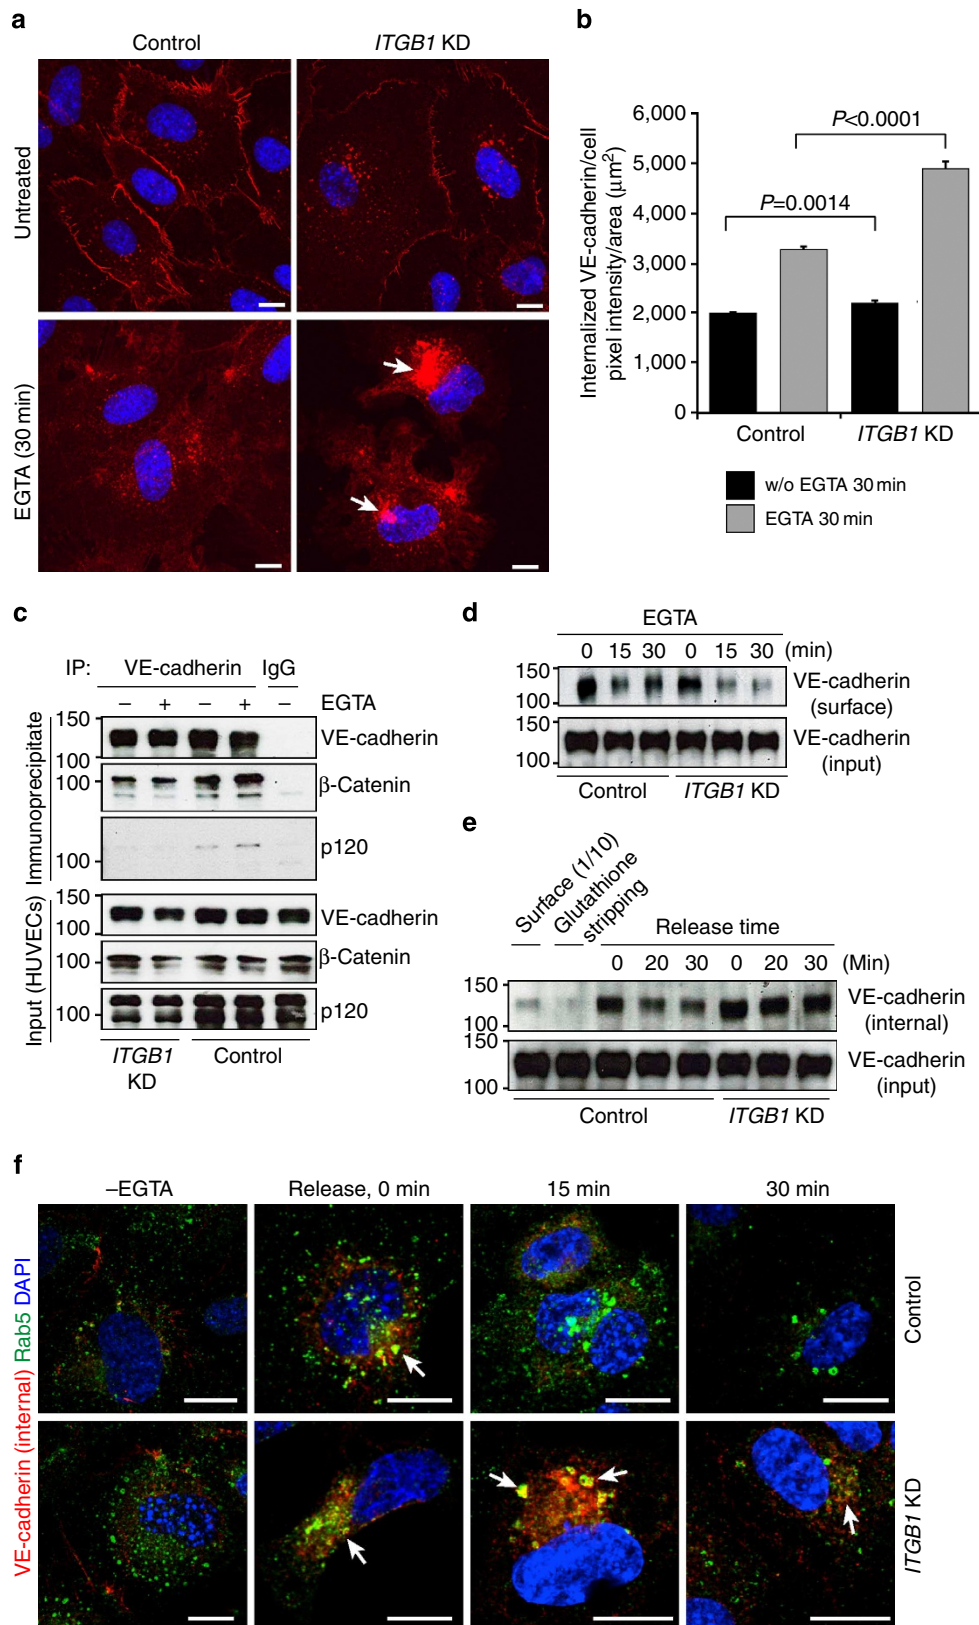 a
Control
ITGB1 KD
Untreated
EGTA (30 min)
b
Internalized VE-cadherin/cell
pixel intensity/area (μm2)
6,000
5,000
4,000
3,000
2,000
1,000
0
P<0.0001
P=0.0014
Control
ITGB1 KD
w/o EGTA 30 min
EGTA 30 min
c
IP:
VE-cadherin
IgG
– + – + –
EGTA
Immunoprecipitate
150
100
VE-cadherin
100
β-Catenin
100
p120
Input (HUVECs)
150
100
VE-cadherin
100
β-Catenin
100
p120
ITGB1
KD
Control
d
EGTA
0 15 30 0 15 30 (min)
150
100
VE-cadherin
(surface)
150
100
VE-cadherin
(input)
Control
ITGB1 KD
e
Surface (1/10)
Glutathione
stripping
Release time
0 20 30 0 20 30 (Min)
150
100
VE-cadherin
(internal)
150
100
VE-cadherin
(input)
Control
ITGB1 KD
f
–EGTA
Release, 0 min
15 min
30 min
VE-cadherin (internal) Rab5 DAPI
Control
ITGB1 KD